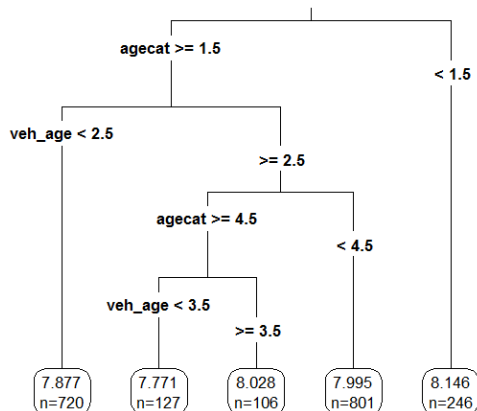 agecat >= 1.5
< 1.5
veh_age < 2.5
>= 2.5
agecat >= 4.5
< 4.5
veh_age < 3.5
>= 3.5
7.877
n=720
7.771
n=127
8.028
n=106
7.995
n=801
8.146
n=246